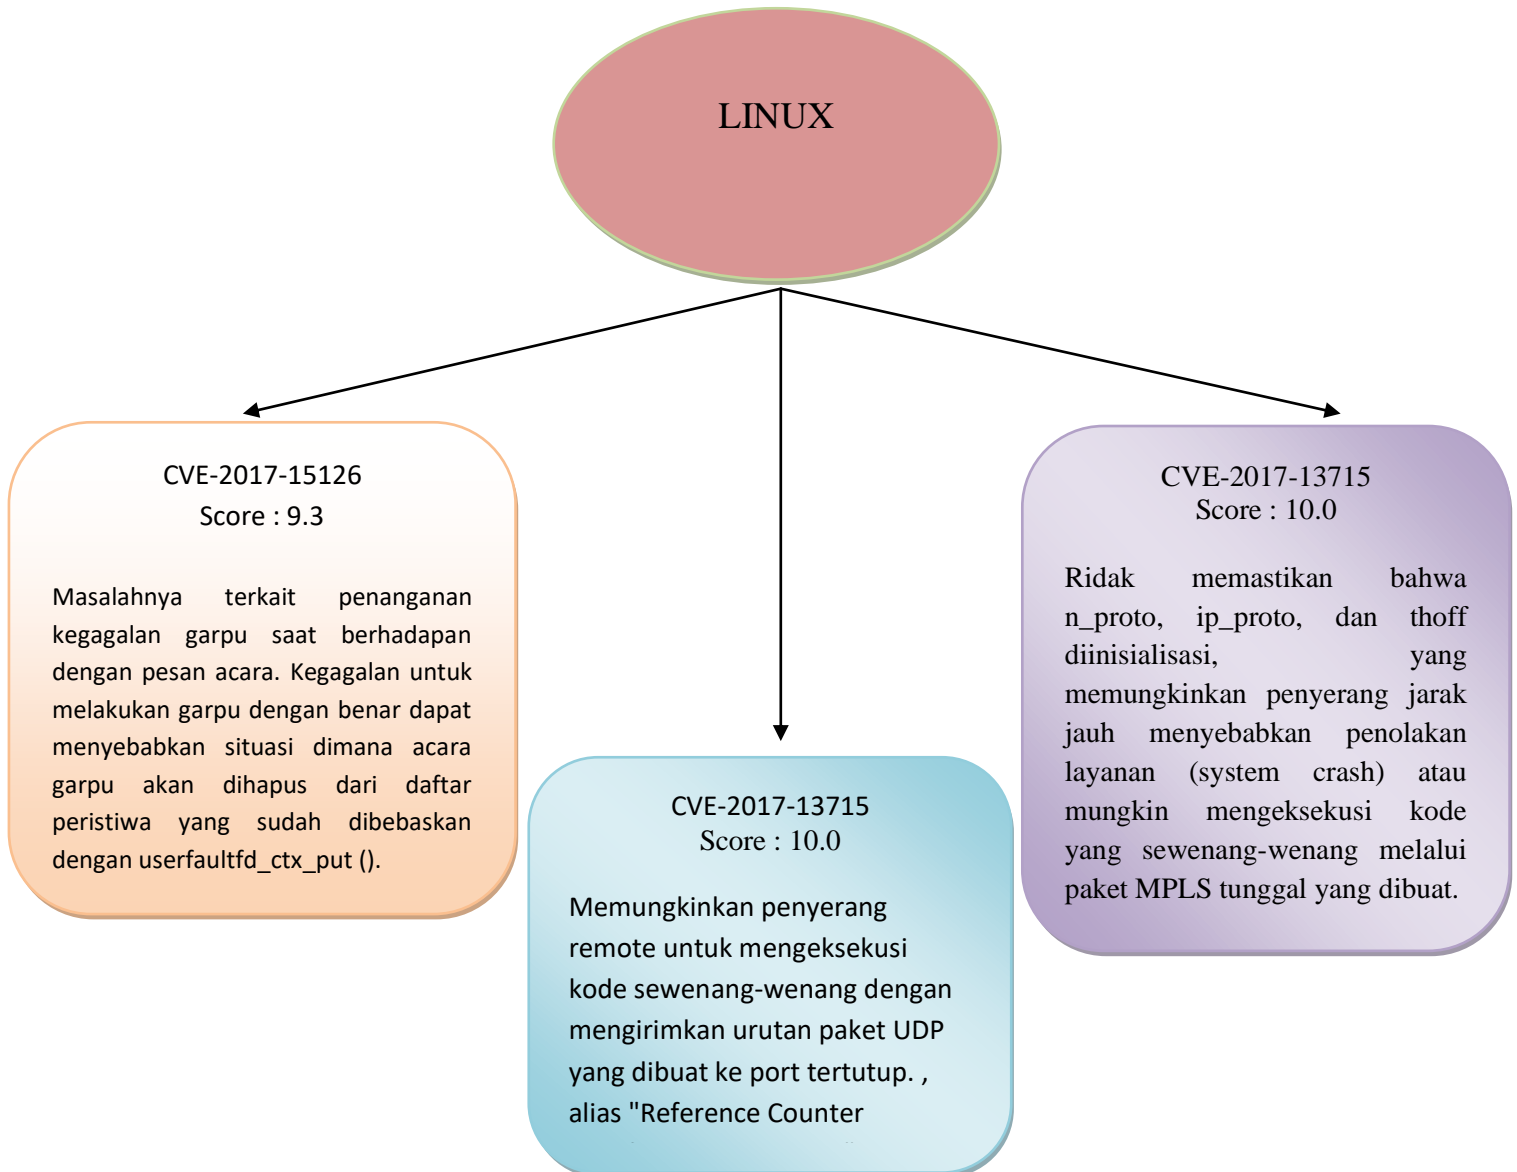 LINUX
CVE-2017-15126
Score : 9.3
Masalahnya terkait penanganan
kegagalan garpu saat berhadapan
dengan pesan acara. Kegagalan untuk
melakukan garpu dengan benar dapat
menyebabkan situasi dimana acara
garpu akan dihapus dari daftar
peristiwa yang sudah dibebaskan
dengan userfaultfd_ctx_put ().
CVE-2017-13715
Score : 10.0
Memungkinkan penyerang
remote untuk mengeksekusi
kode sewenang-wenang dengan
mengirimkan urutan paket UDP
yang dibuat ke port tertutup. ,
alias "Reference Counter
CVE-2017-13715
Score : 10.0
Ridak memastikan bahwa
n_proto, ip_proto, dan thoff
diinisialisasi, yang
memungkinkan penyerang jarak
jauh menyebabkan penolakan
layanan (system crash) atau
mungkin mengeksekusi kode
yang sewenang-wenang melalui
paket MPLS tunggal yang dibuat.